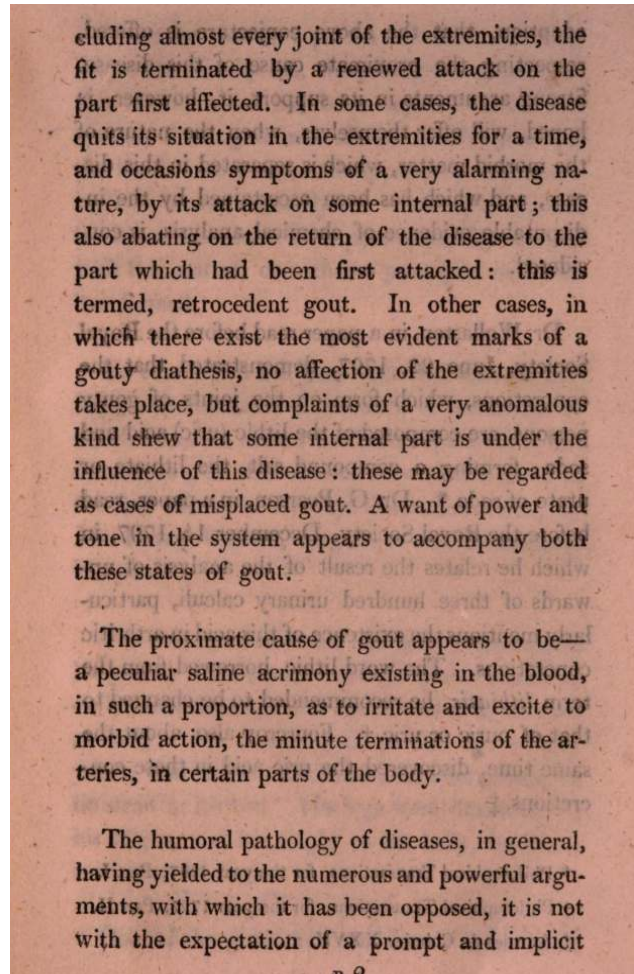 cluding almost every joint of the extremities, the
fit is terminated by a renewed attack on the
part first affected. In some cases, the disease
quits its situation in the extremities for a time,
and occasions symptoms of a very alarming na-
ture, by its attack on some internal part; this
also abating on the return of the disease to the
part which had been first attacked: this is
termed, retrocedent gout. In other cases, in
which there exist the most evident marks of a
gouty diathesis, no affection of the extremities
takes place, but complaints of a very anomalous
kind shew that some internal part is under the
influence of this disease: these may be regarded
as cases of misplaced gout. A want of power and
tone in the system appears to accompany both
these states of gout.
The proximate cause of gout appears to be—
a peculiar saline acrimony existing in the blood,
in such a proportion, as to irritate and excite to
morbid action, the minute terminations of the ar-
teries, in certain parts of the body.
The humoral pathology of diseases, in general,
having yielded to the numerous and powerful argu-
ments, with which it has been opposed, it is not
with the expectation of a prompt and implicit